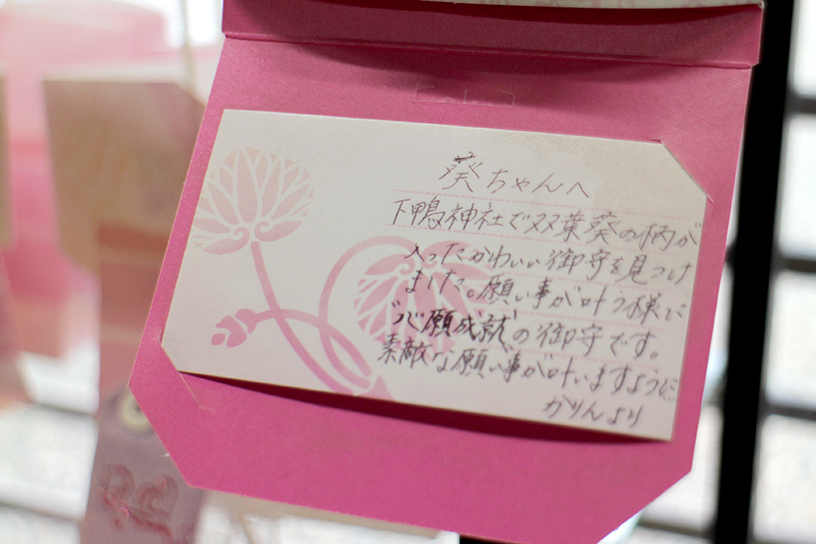 葵ちゃんへ
下鴨神社で双葉葵の柄が
入ったかわいい御守を見つけ
ました。願い事が叶う様に
"心願成就"の御守です。
素敵な願い事が叶いますように
かりんより